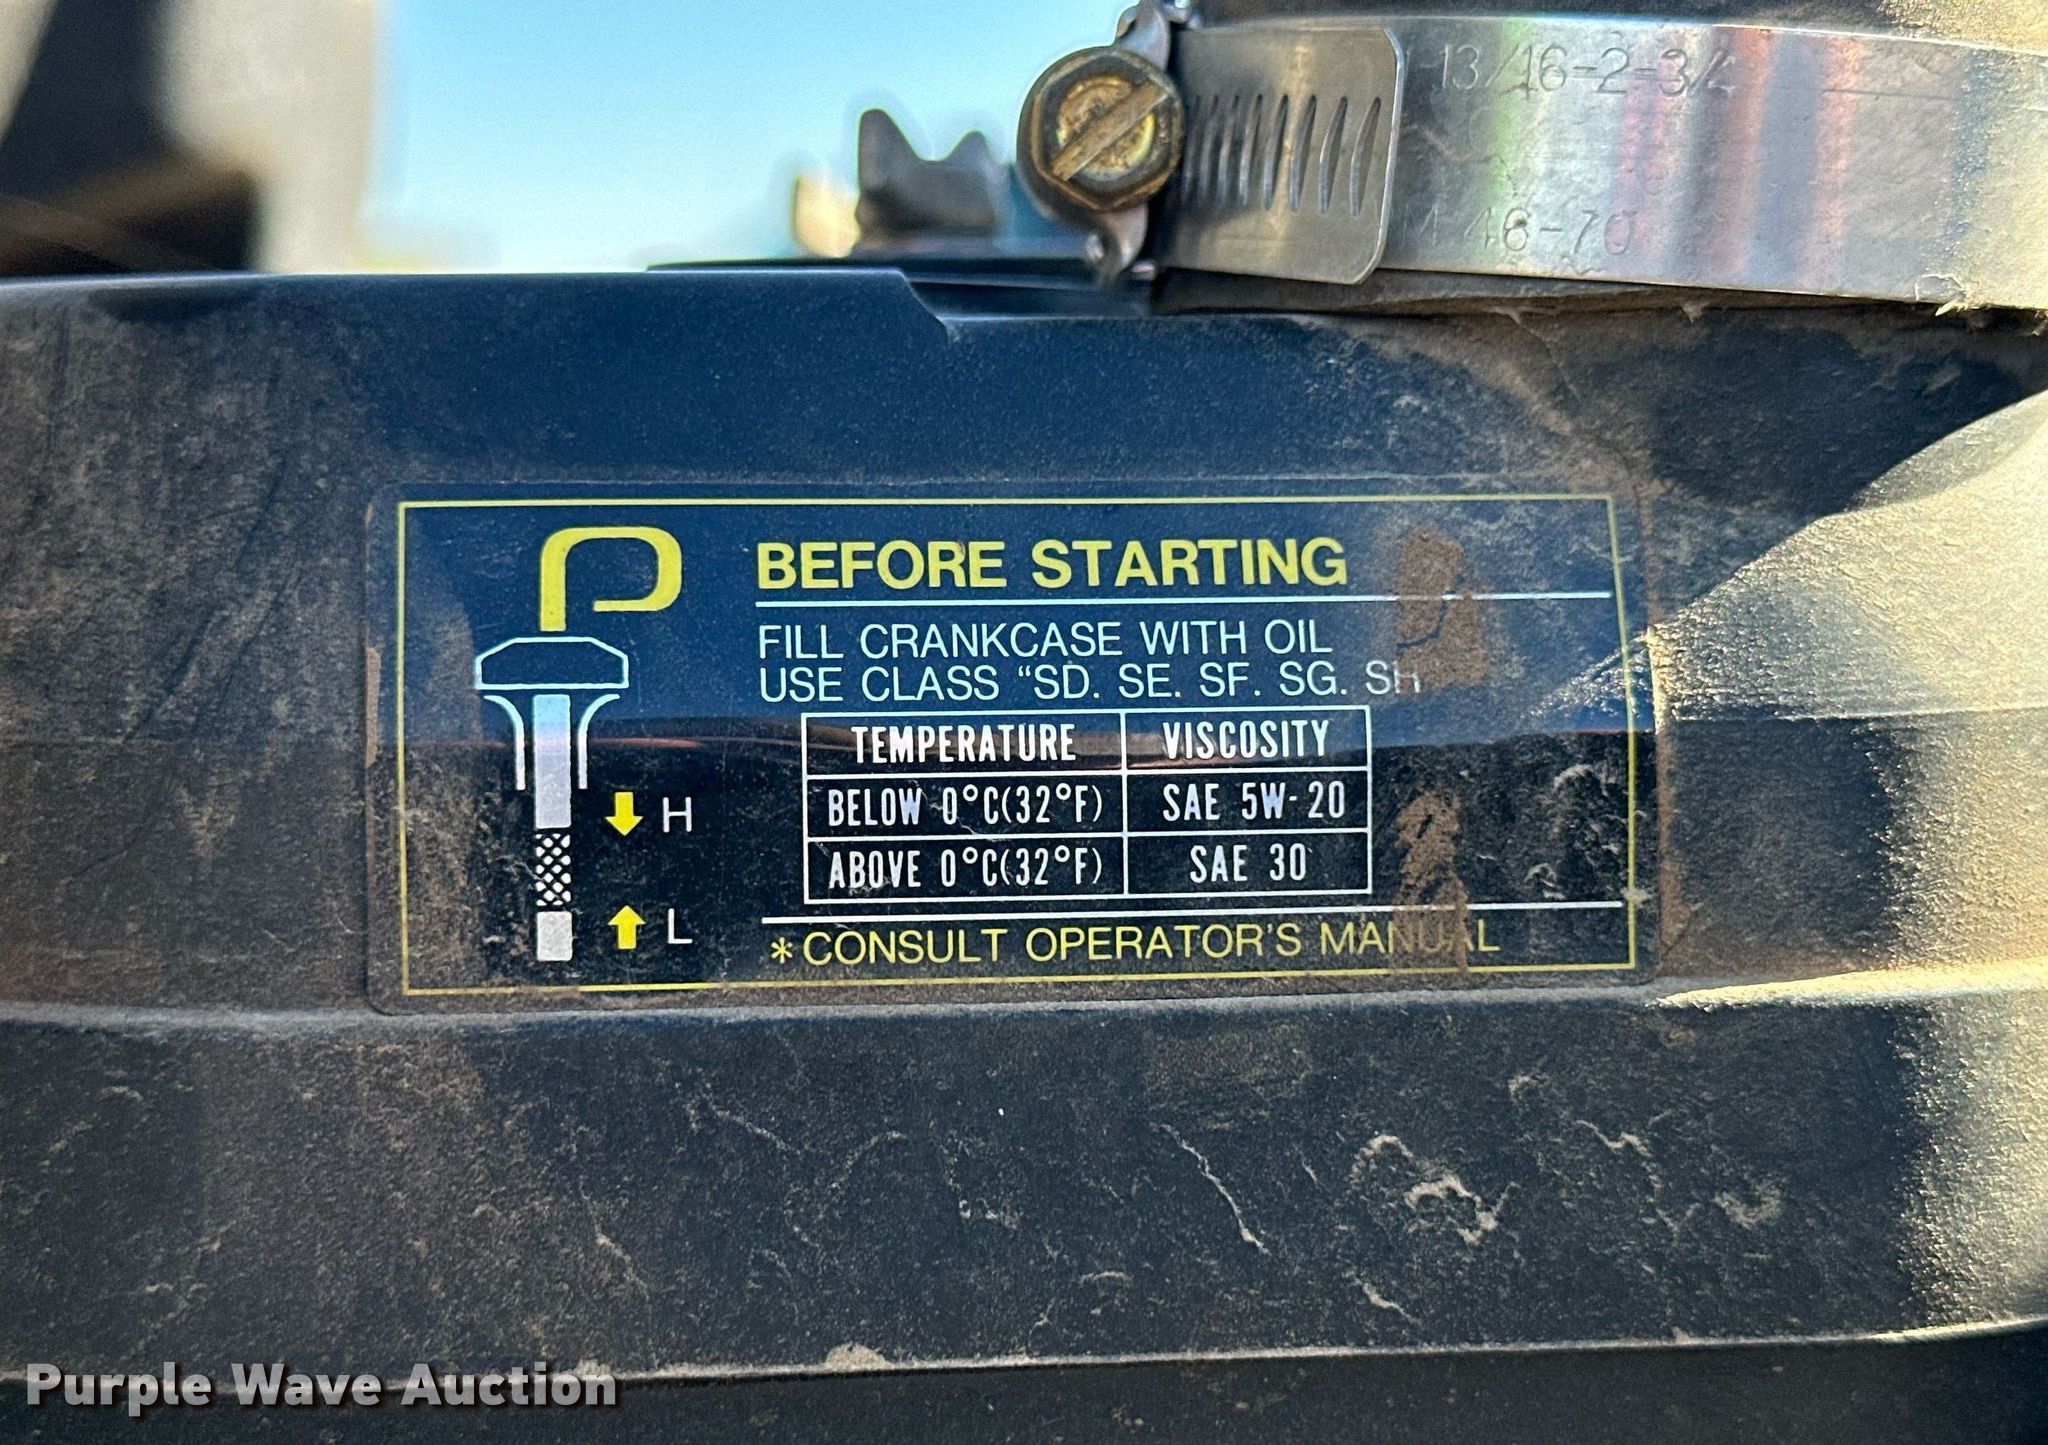 13/16-2-3/4
M 46-70
BEFORE STARTING
FILL CRANKCASE WITH OIL
USE CLASS “SD. SE. SF. SG. SH
TEMPERATURE VISCOSITY
BELOW 0°C(32°F) SAE 5W-20
ABOVE 0°C(32°F) SAE 30
H
L
*CONSULT OPERATOR'S MANUAL
Purple Wave Auction